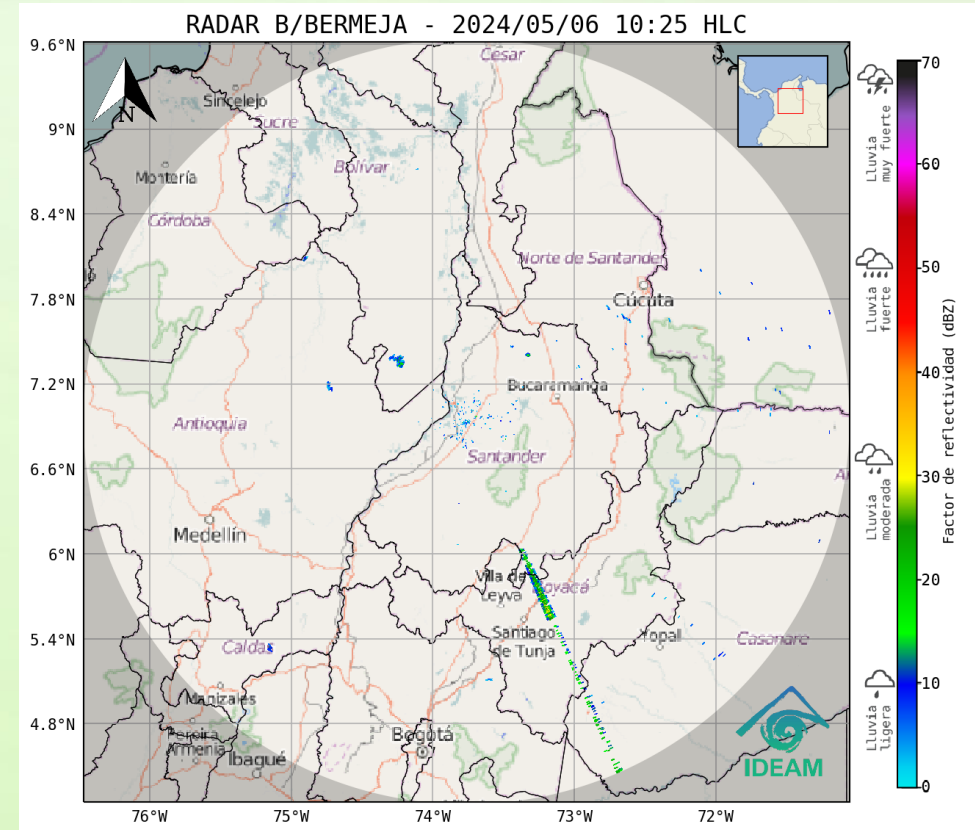 RADAR B/BERMEJA - 2024/05/06 10:25 HLC
9.6°N
9°N
8.4°N
7.8°N
7.2°N
6.6°N
6°N
5.4°N
4.8°N
76°W
75°W
74°W
73°W
72°W
N
Cesar
Sincelejo
Sucre
Bolívar
Montería
Córdoba
Norte de Santander
Cúcuta
Bucaramanga
Antioquia
Santander
Medellín
Villa de
Leyva
Santiago
de Tunja
Yopal
Casanare
Caldas
Manizales
Pereira
Armenia
Ibagué
Bogotá
IDEAM
70
60
50
40
30
20
10
0
Factor de reflectividad (dBZ)
Lluvia
muy fuerte
Lluvia
fuerte
Lluvia
moderada
Lluvia
ligera